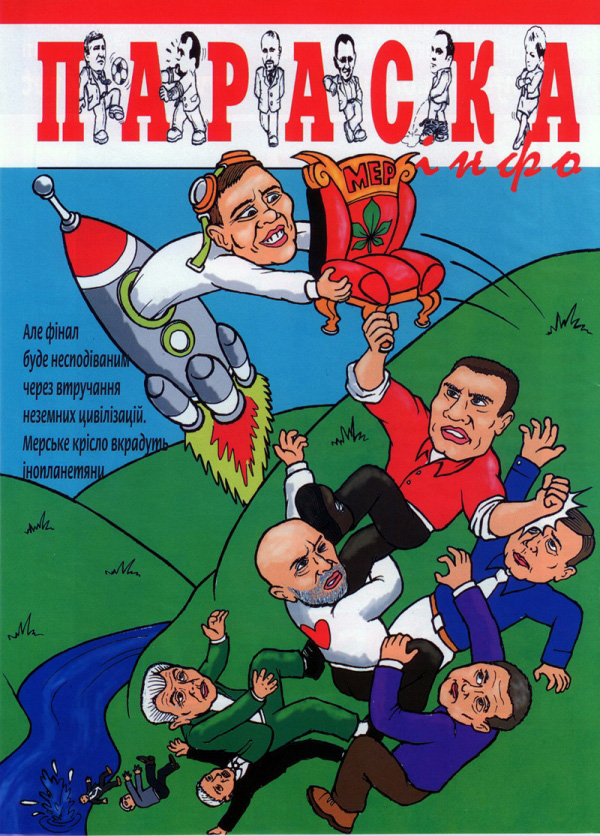 ПАРАСКА
інфо
МЕР
Але фінал
буде несподіваним
через втручання
неземних цивілізацій.
Мерське крісло вкрадуть
інопланетяни